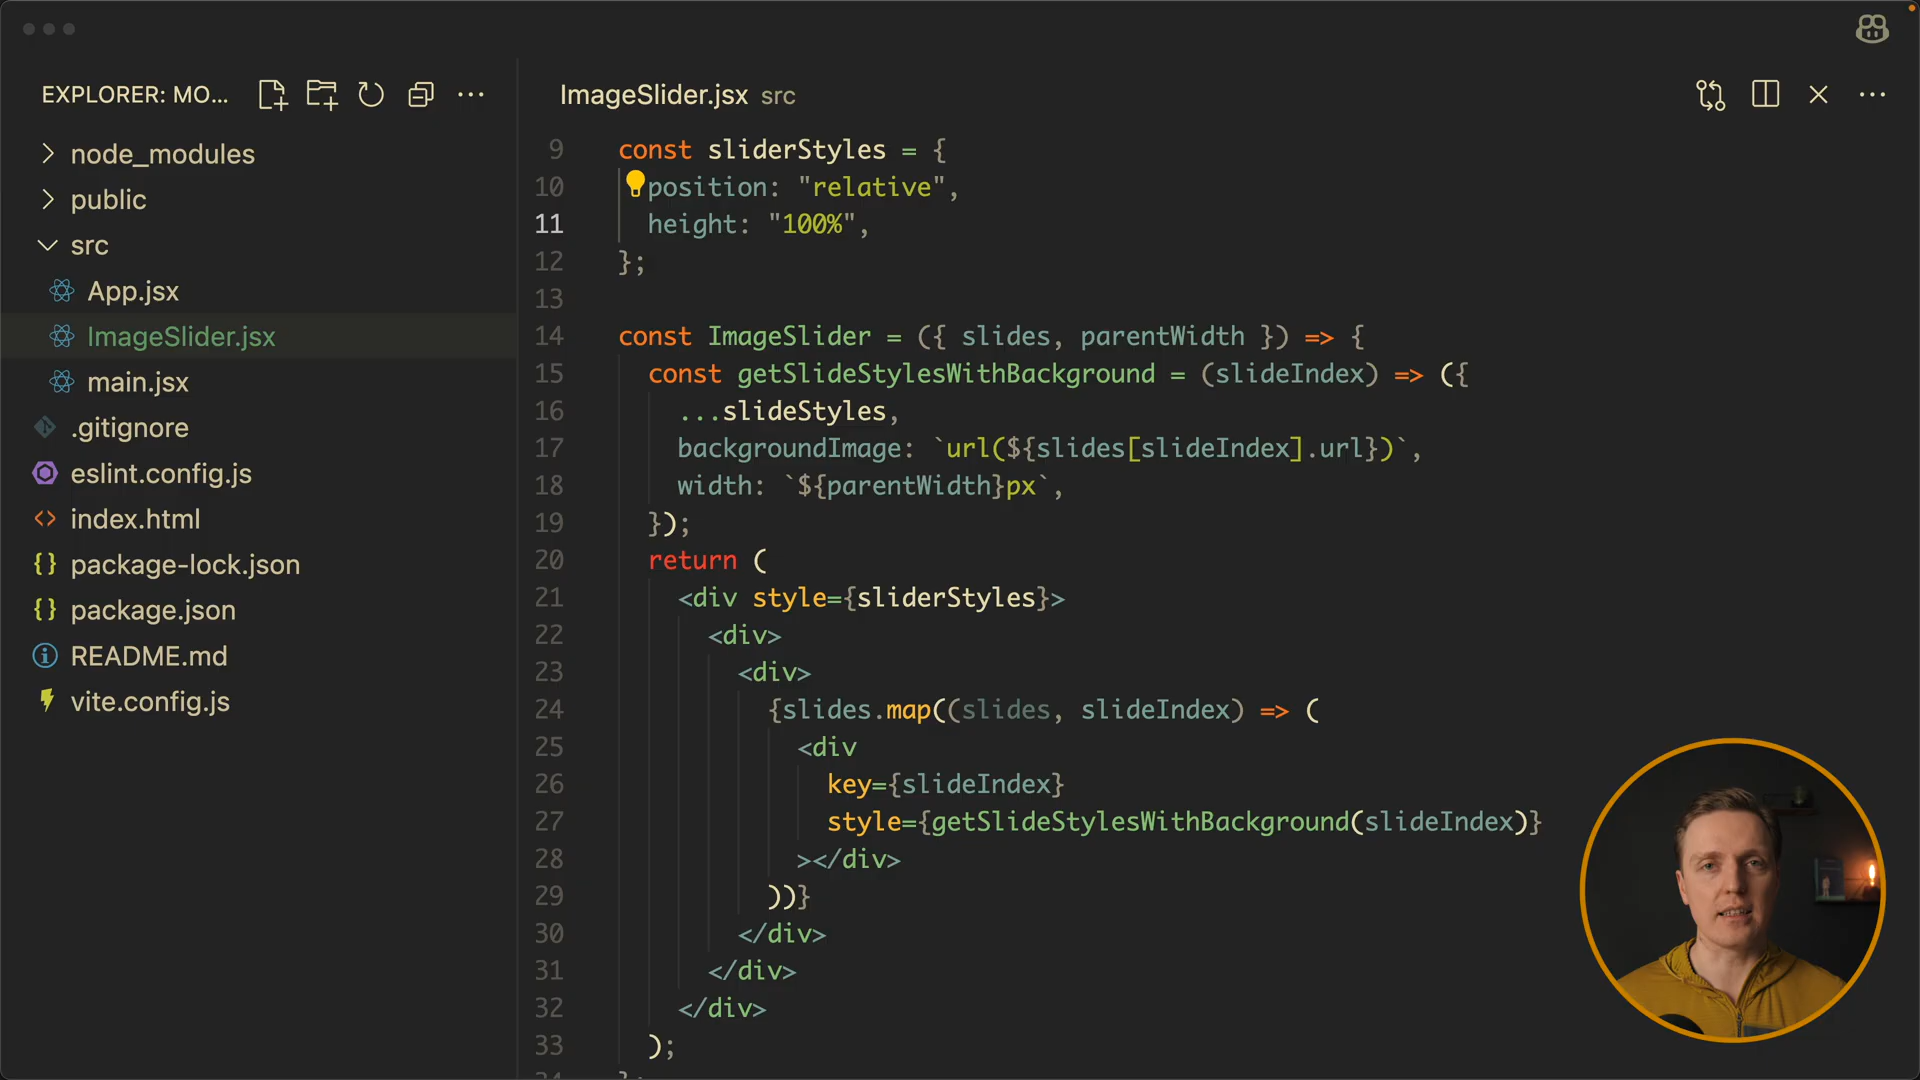 EXPLORER: MO...
node_modules
public
src
App.jsx
ImageSlider.jsx
main.jsx
.gitignore
eslint.config.js
index.html
package-lock.json
package.json
README.md
vite.config.js
ImageSlider.jsx src
9 const sliderStyles = {
10 position: "relative",
11 height: "100%",
12 };
13
14 const ImageSlider = ({ slides, parentWidth }) => {
15 const getSlideStylesWithBackground = (slideIndex) => ({
16 ...slideStyles,
17 backgroundImage: `url(${slides[slideIndex].url})`,
18 width: `${parentWidth}px`,
19 });
20 return (
21 <div style={sliderStyles}>
22 <div>
23 <div>
24 {slides.map((slides, slideIndex) => (
25 <div
26 key={slideIndex}
27 style={getSlideStylesWithBackground(slideIndex)}
28 ></div>
29 ))}
30 </div>
31 </div>
32 </div>
33 );